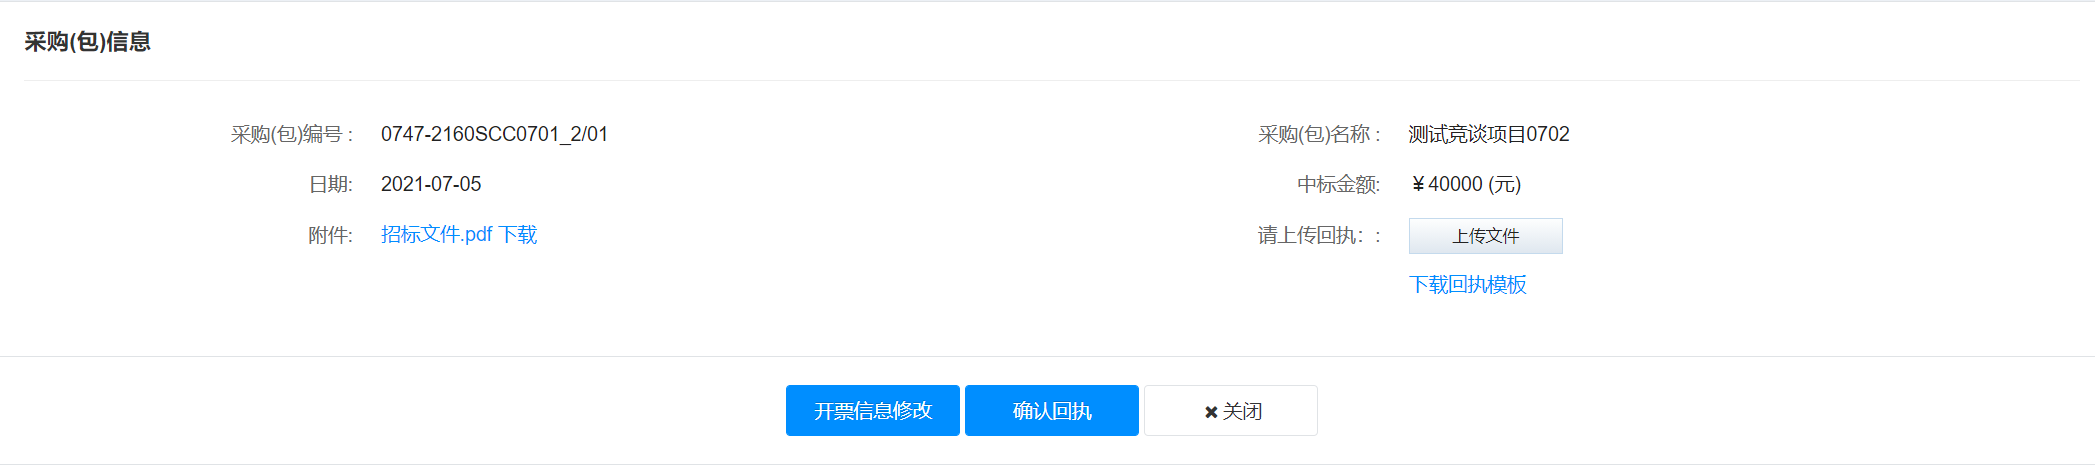 采购(包)信息
采购(包)编号 : 0747-2160SCC0701_2/01 采购(包)名称 : 测试竞谈项目0702
日期: 2021-07-05 中标金额: ￥40000 (元)
附件: 招标文件.pdf 下载 请上传回执：: 上传文件
下载回执模板
开票信息修改 确认回执 ✖ 关闭